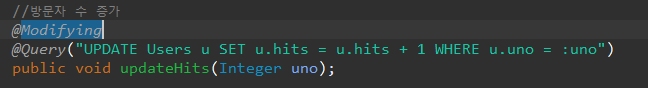 //방문자 수 증가
@Modifying
@Query("UPDATE Users u SET u.hits = u.hits + 1 WHERE u.uno = :uno")
public void updateHits(Integer uno);